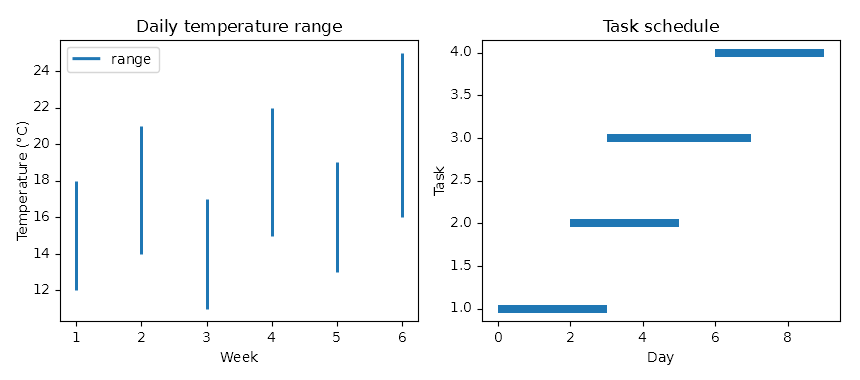 Daily temperature range
range
Temperature (°C)
24
22
20
18
16
14
12
1 2 3 4 5 6
Week
Task schedule
Task
4.0
3.5
3.0
2.5
2.0
1.5
1.0
0 2 4 6 8
Day